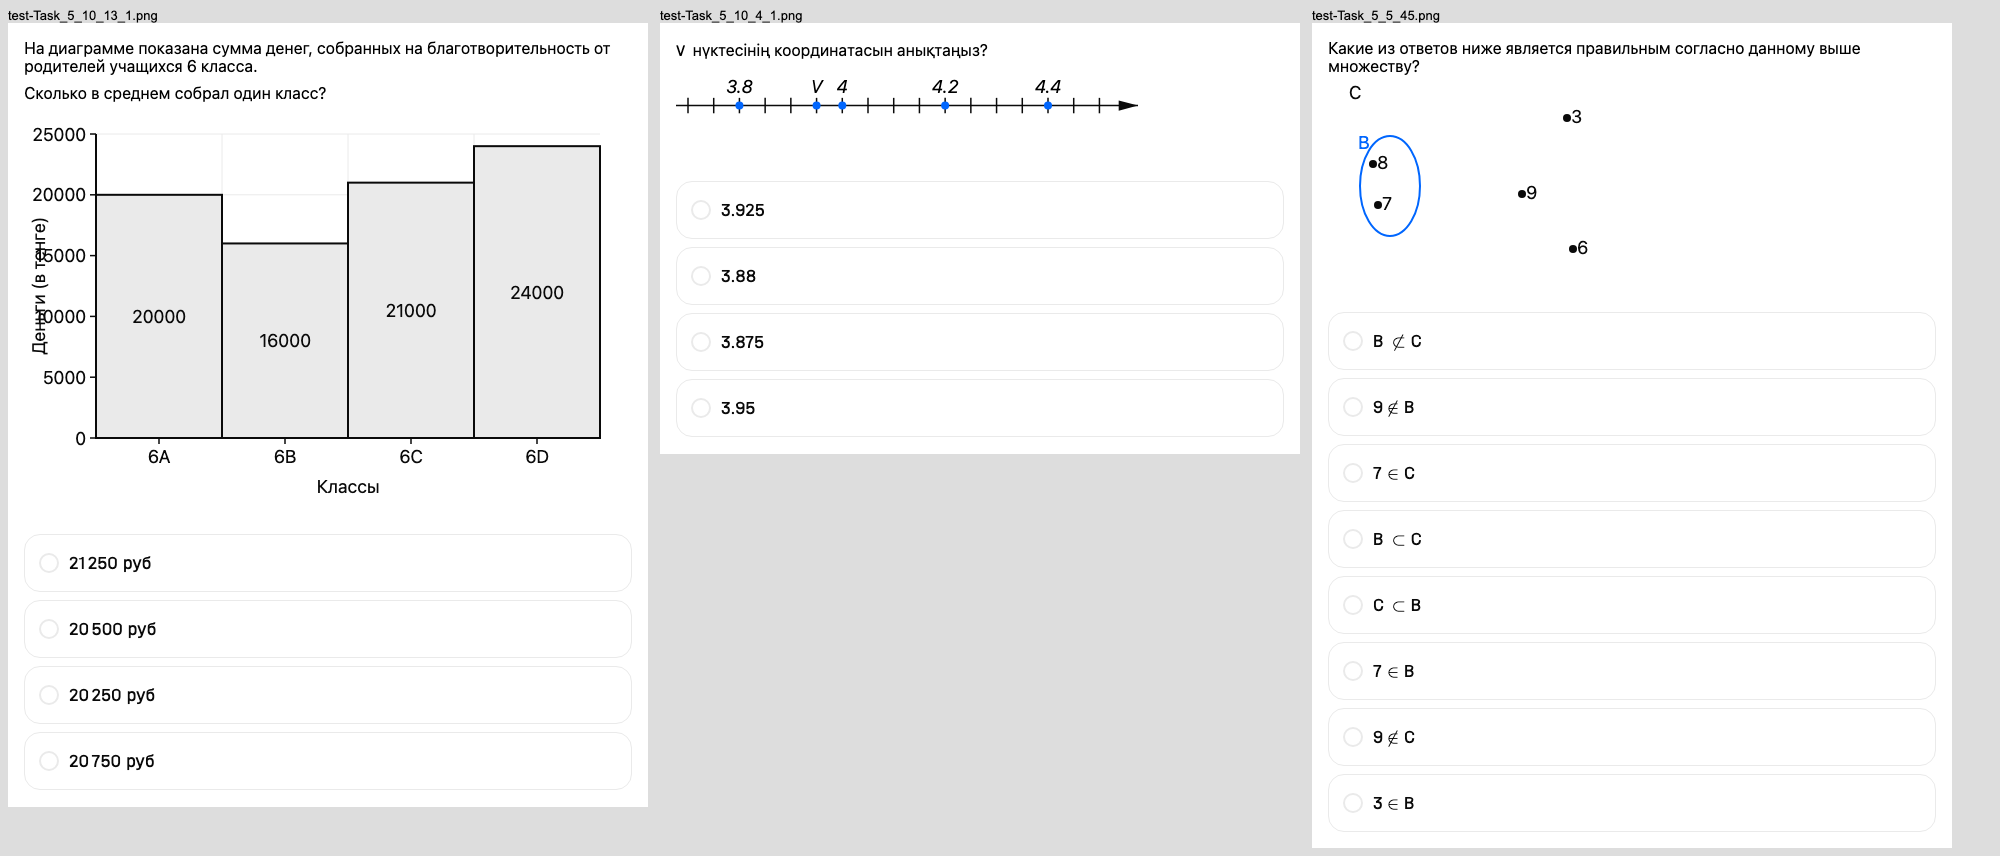 test-Task_5_10_13_1.png
На диаграмме показана сумма денег, собранных на благотворительность от
родителей учащихся 6 класса.
Сколько в среднем собрал один класс?
25000
20000
15000
10000
5000
0
Деньги (в тенге)
20000
16000
21000
24000
6A
6B
6C
6D
Классы
21 250 руб
20 500 руб
20 250 руб
20 750 руб
test-Task_5_10_4_1.png
V нүктесінің координатасын анықтаңыз?
3.8 V 4 4.2 4.4
3.925
3.88
3.875
3.95
test-Task_5_5_45.png
Какие из ответов ниже является правильным согласно данному выше
множеству?
C
3
B
8
9
7
6
B ⊄ C
9 ∉ B
7 ∈ C
B ⊂ C
C ⊂ B
7 ∈ B
9 ∉ C
3 ∈ B